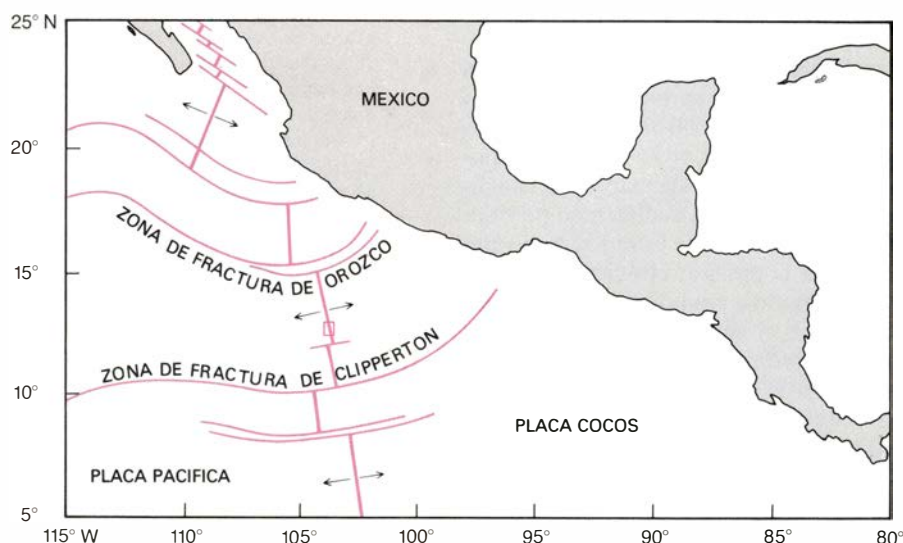 25° N
MEXICO
20°
ZONA DE FRACTURA DE OROZCO
15°
ZONA DE FRACTURA DE CLIPPERTON
10°
PLACA COCOS
PLACA PACIFICA
5°
115° W
110°
105°
100°
95°
90°
85°
80°